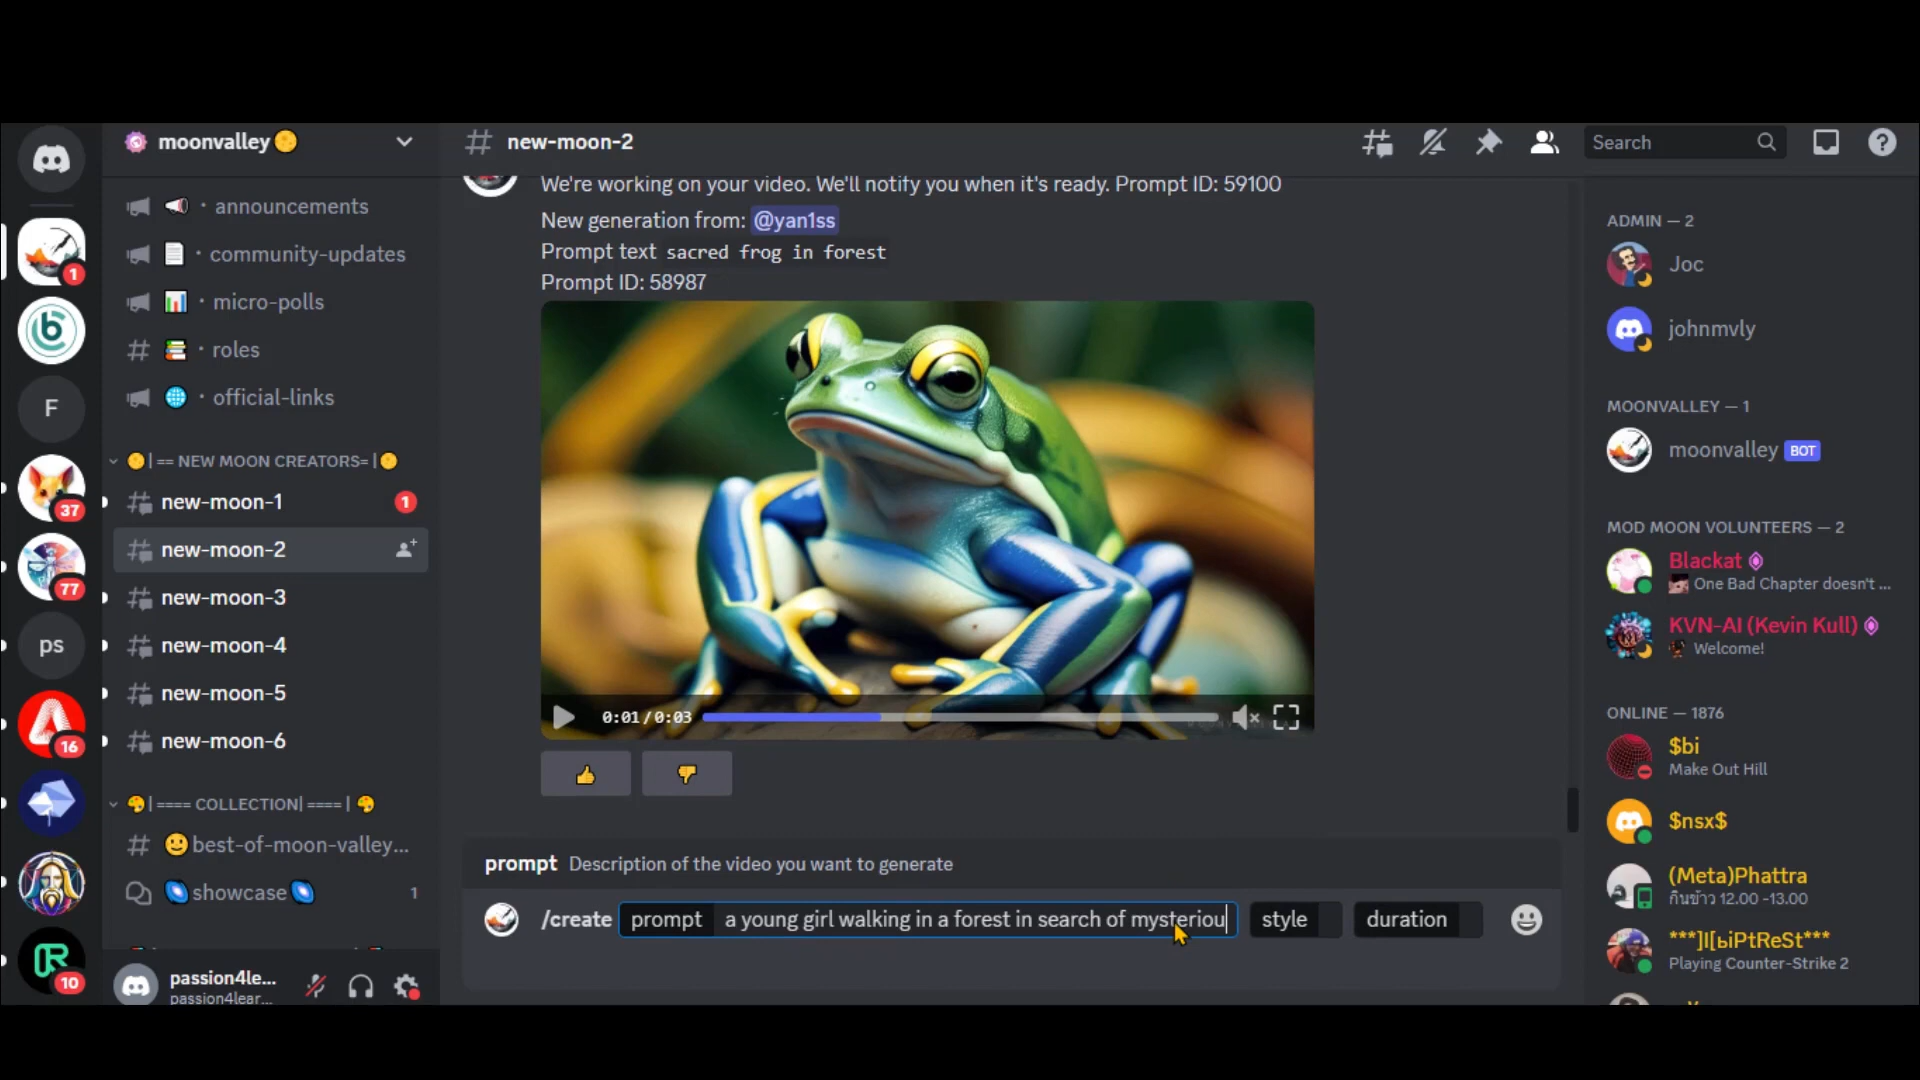 moonvalley
new-moon-2
Search
1
37
77
16
10
F
ps
announcements
community-updates
micro-polls
roles
official-links
| == NEW MOON CREATORS= |
new-moon-1
1
new-moon-2
new-moon-3
new-moon-4
new-moon-5
new-moon-6
| ==== COLLECTION| ==== |
best-of-moon-valley...
showcase
1
passion4le...
passion4lear...
We're working on your video. We'll notify you when it's ready. Prompt ID: 59100
New generation from: @yan1ss
Prompt text sacred frog in forest
Prompt ID: 58987
0:01/0:03
prompt Description of the video you want to generate
/create prompt a young girl walking in a forest in search of mysteriou style duration
ADMIN — 2
Joc
johnmvly
MOONVALLEY — 1
moonvalley BOT
MOD MOON VOLUNTEERS — 2
Blackat
One Bad Chapter doesn't ...
KVN-AI (Kevin Kull)
Welcome!
ONLINE — 1876
$bi
Make Out Hill
$nsx$
(Meta)Phattra
กินข้าว 12.00 -13.00
***]I[ьiPtReSt***
Playing Counter-Strike 2